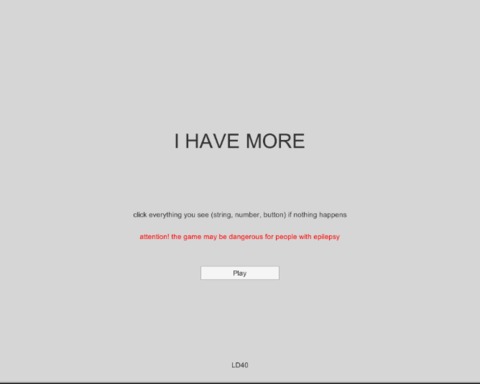 I HAVE MORE
click everything you see (string, number, button) if nothing happens
attention! the game may be dangerous for people with epilepsy
Play
LD40